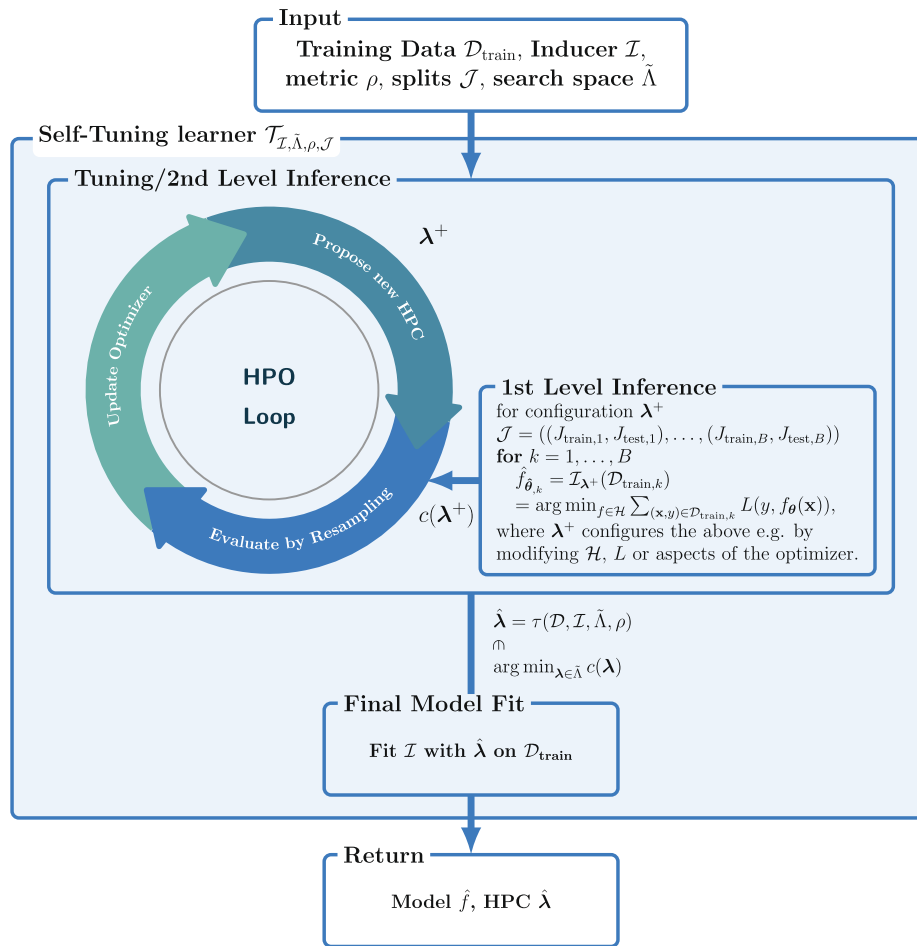 Input
Training Data 𝒟_train, Inducer ℐ,
metric ρ, splits 𝒥, search space Λ̃
Self-Tuning learner 𝒯_{ℐ,Λ̃,ρ,𝒥}
Tuning/2nd Level Inference
λ⁺
Propose new HPC
Update Optimizer
HPO
Loop
Evaluate by Resampling
c(λ⁺)
1st Level Inference
for configuration λ⁺
𝒥 = ((J_train,1, J_test,1), …, (J_train,B, J_test,B))
for k = 1, …, B
f̂_{θ̂,k} = ℐ_{λ⁺}(𝒟_train,k)
= arg min_{f∈ℋ} ∑_{(x,y)∈𝒟_train,k} L(y, f_θ(x)),
where λ⁺ configures the above e.g. by
modifying ℋ, L or aspects of the optimizer.
λ̂ = τ(𝒟, ℐ, Λ̃, ρ)
⋒
arg min_{λ∈Λ̃} c(λ)
Final Model Fit
Fit ℐ with λ̂ on 𝒟_train
Return
Model f̂, HPC λ̂